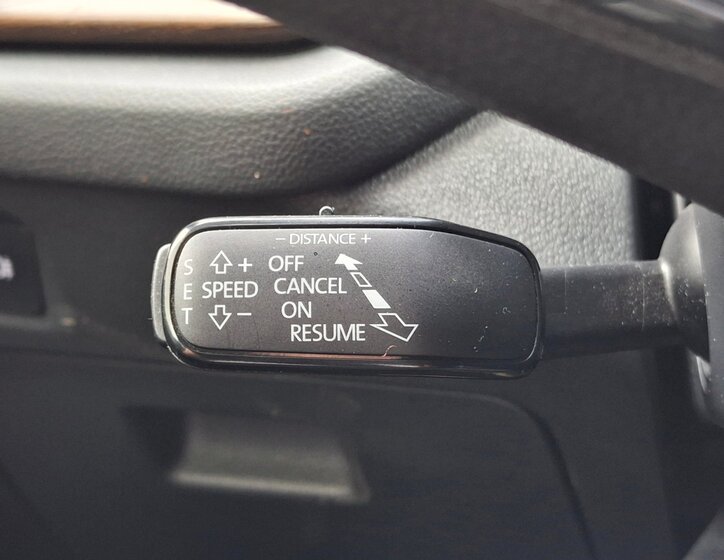 - DISTANCE +
S + OFF
E SPEED CANCEL
T - ON
RESUME